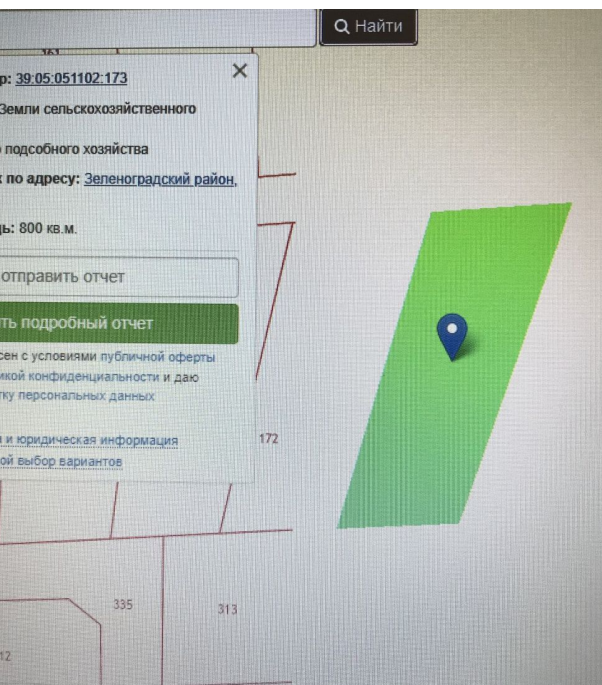 Найти
161
р: 39:05:051102:173
Земли сельскохозяйственного
подсобного хозяйства
по адресу: Зеленоградский район,
ь: 800 кв.м.
отправить отчет
ть подробный отчет
сен с условиями публичной оферты
икой конфиденциальности и даю
тку персональных данных
и юридическая информация
ой выбор вариантов
172
335
313
12